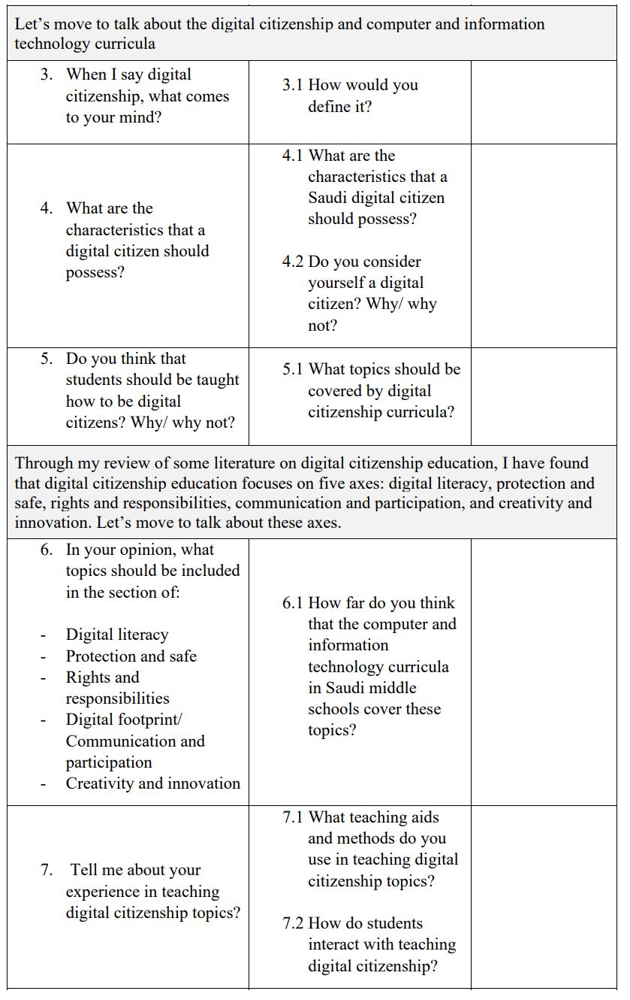 Let’s move to talk about the digital citizenship and computer and information
technology curricula
3. When I say digital
citizenship, what comes
to your mind?
3.1 How would you
define it?
4. What are the
characteristics that a
digital citizen should
possess?
4.1 What are the
characteristics that a
Saudi digital citizen
should possess?
4.2 Do you consider
yourself a digital
citizen? Why/ why
not?
5. Do you think that
students should be taught
how to be digital
citizens? Why/ why not?
5.1 What topics should be
covered by digital
citizenship curricula?
Through my review of some literature on digital citizenship education, I have found
that digital citizenship education focuses on five axes: digital literacy, protection and
safe, rights and responsibilities, communication and participation, and creativity and
innovation. Let’s move to talk about these axes.
6. In your opinion, what
topics should be included
in the section of:
- Digital literacy
- Protection and safe
- Rights and
responsibilities
- Digital footprint/
Communication and
participation
- Creativity and innovation
6.1 How far do you think
that the computer and
information
technology curricula
in Saudi middle
schools cover these
topics?
7. Tell me about your
experience in teaching
digital citizenship topics?
7.1 What teaching aids
and methods do you
use in teaching digital
citizenship topics?
7.2 How do students
interact with teaching
digital citizenship?